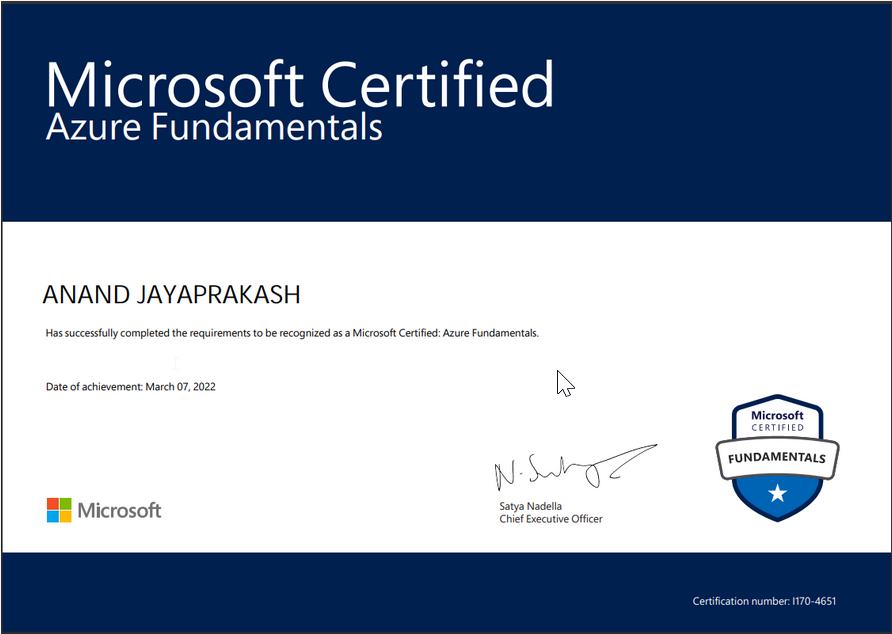 Microsoft Certified
Azure Fundamentals
ANAND JAYAPRAKASH
Has successfully completed the requirements to be recognized as a Microsoft Certified: Azure Fundamentals.
Date of achievement: March 07, 2022
Microsoft
CERTIFIED
FUNDAMENTALS
N. Satya
Satya Nadella
Chief Executive Officer
Microsoft
Certification number: I170-4651